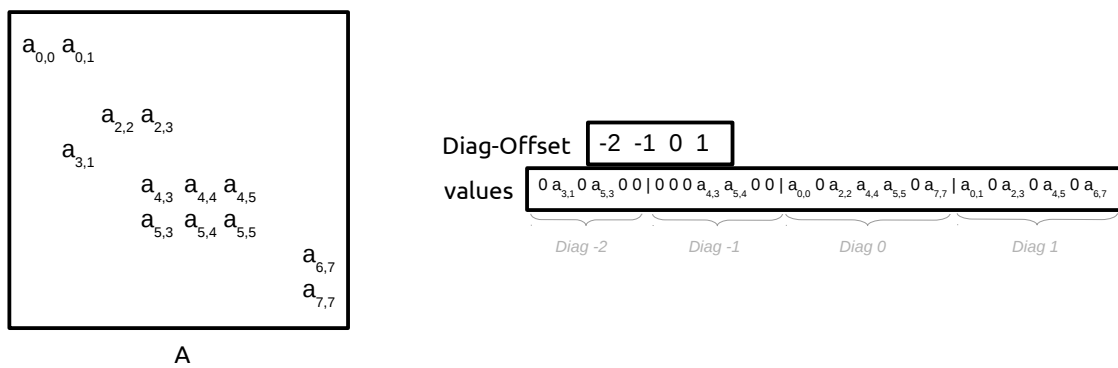 a0,0 a0,1
a2,2 a2,3
a3,1
a4,3 a4,4 a4,5
a5,3 a5,4 a5,5
a6,7
a7,7
A
Diag-Offset -2 -1 0 1
values 0 a3,1 0 a5,3 0 0 | 0 0 0 a4,3 a5,4 0 0 | a0,0 0 a2,2 a4,4 a5,5 0 a7,7 | a0,1 0 a2,3 0 a4,5 0 a6,7
Diag -2 Diag -1 Diag 0 Diag 1